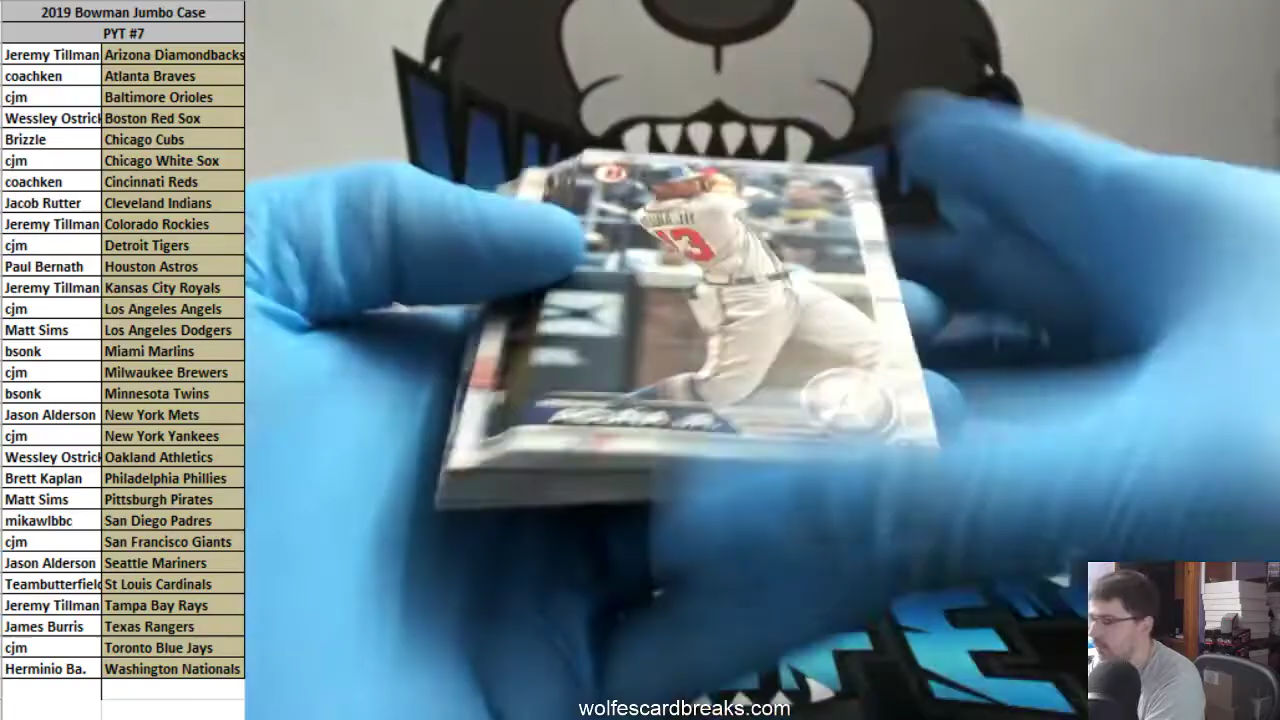 2019 Bowman Jumbo Case
PYT #7
Jeremy Tillman Arizona Diamondbacks
coachken Atlanta Braves
cjm Baltimore Orioles
Wessley Ostrick Boston Red Sox
Brizzle Chicago Cubs
cjm Chicago White Sox
coachken Cincinnati Reds
Jacob Rutter Cleveland Indians
Jeremy Tillman Colorado Rockies
cjm Detroit Tigers
Paul Bernath Houston Astros
Jeremy Tillman Kansas City Royals
cjm Los Angeles Angels
Matt Sims Los Angeles Dodgers
bsonk Miami Marlins
cjm Milwaukee Brewers
bsonk Minnesota Twins
Jason Alderson New York Mets
cjm New York Yankees
Wessley Ostrick Oakland Athletics
Brett Kaplan Philadelphia Phillies
Matt Sims Pittsburgh Pirates
mikawlbbc San Diego Padres
cjm San Francisco Giants
Jason Alderson Seattle Mariners
Teambutterfield St Louis Cardinals
Jeremy Tillman Tampa Bay Rays
James Burris Texas Rangers
cjm Toronto Blue Jays
Herminio Ba. Washington Nationals
13
A
wolfescardbreaks.com